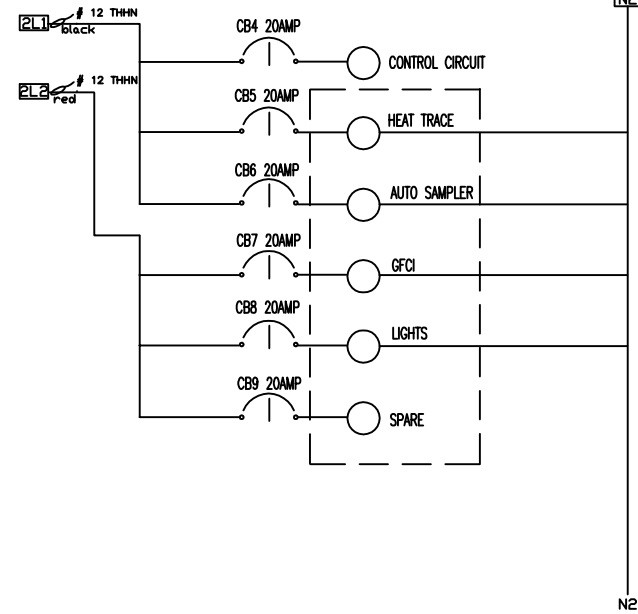 N2
2L1 # 12 THHN
black
CB4 20AMP
CONTROL CIRCUIT
2L2 # 12 THHN
red
CB5 20AMP
HEAT TRACE
CB6 20AMP
AUTO SAMPLER
CB7 20AMP
GFCI
CB8 20AMP
LIGHTS
CB9 20AMP
SPARE
N2